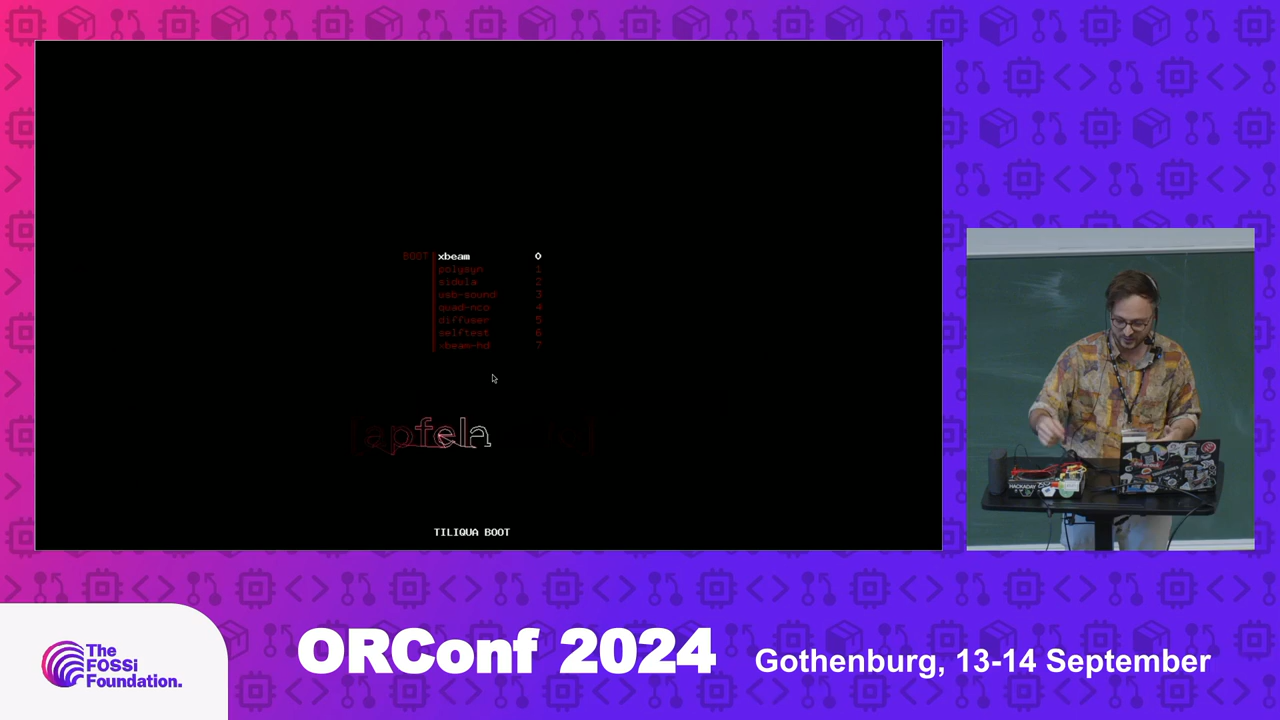 BOOT xbeam 0
polysyn 1
sidula 2
usb-sound 3
quad-nco 4
diffuser 5
selftest 6
xbeam-hd 7
apfela
TILIQUA BOOT
HACKADAY
The
FOSSi
Foundation.
ORConf 2024
Gothenburg, 13-14 September